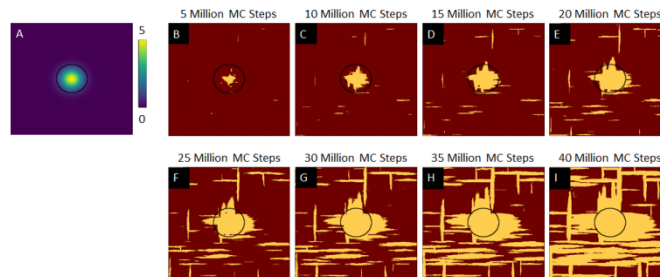 5 Million MC Steps
10 Million MC Steps
15 Million MC Steps
20 Million MC Steps
A
5
0
B
C
D
E
25 Million MC Steps
30 Million MC Steps
35 Million MC Steps
40 Million MC Steps
F
G
H
I